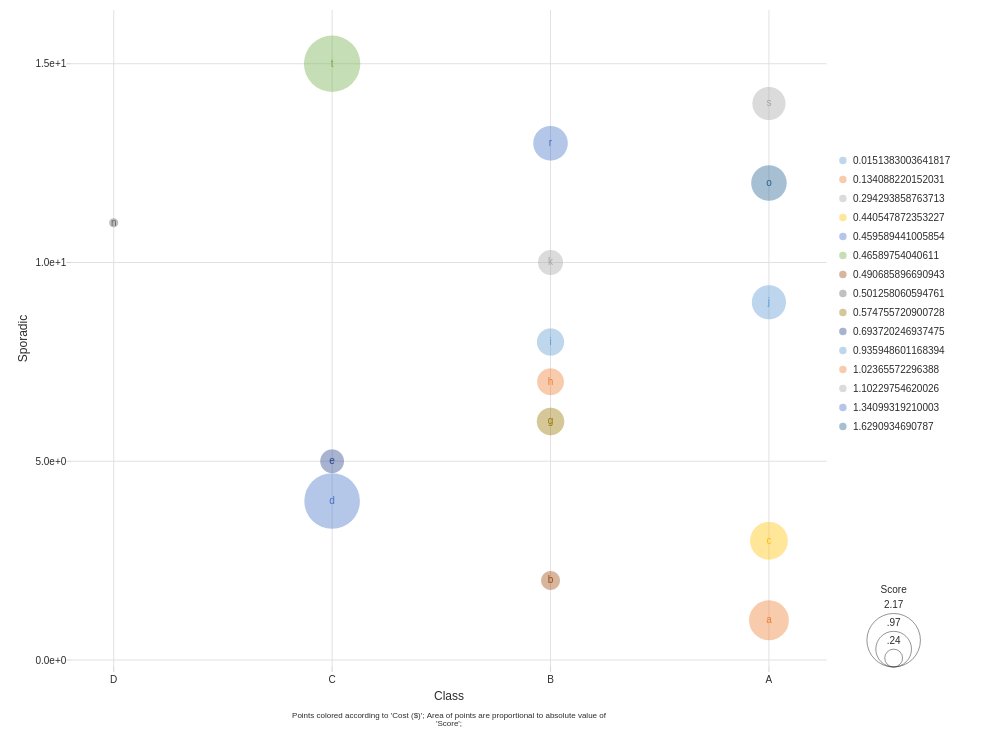 1.5e+1
1.0e+1
5.0e+0
0.0e+0
Sporadic
t
s
r
o
n
k
j
i
h
g
e
d
c
b
a
D C B A
Class
Points colored according to 'Cost ($)'; Area of points are proportional to absolute value of
'Score';
0.0151383003641817
0.134088220152031
0.294293858763713
0.440547872353227
0.459589441005854
0.46589754040611
0.490685896690943
0.501258060594761
0.574755720900728
0.693720246937475
0.935948601168394
1.02365572296388
1.10229754620026
1.34099319210003
1.6290934690787
Score
2.17
.97
.24